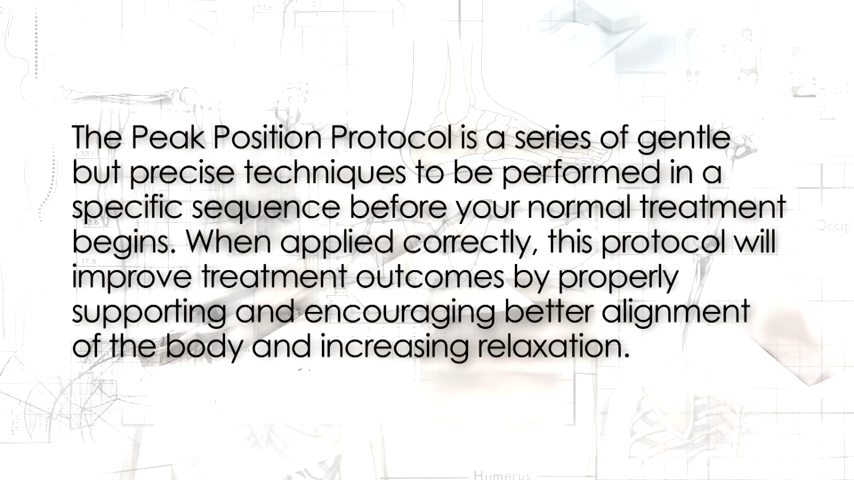 The Peak Position Protocol is a series of gentle
but precise techniques to be performed in a
specific sequence before your normal treatment
begins. When applied correctly, this protocol will
improve treatment outcomes by properly
supporting and encouraging better alignment
of the body and increasing relaxation.
Occip
Humerus